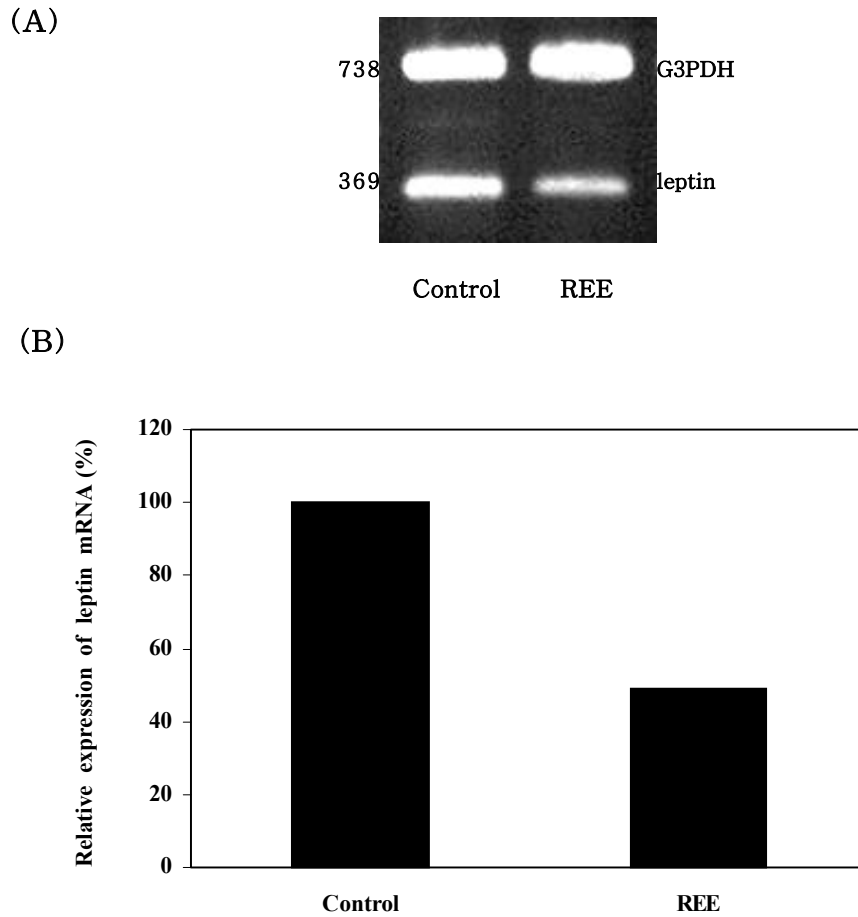 (A)
738 G3PDH
369 leptin
Control REE
(B)
Relative expression of leptin mRNA (%)
120
100
80
60
40
20
0
Control REE